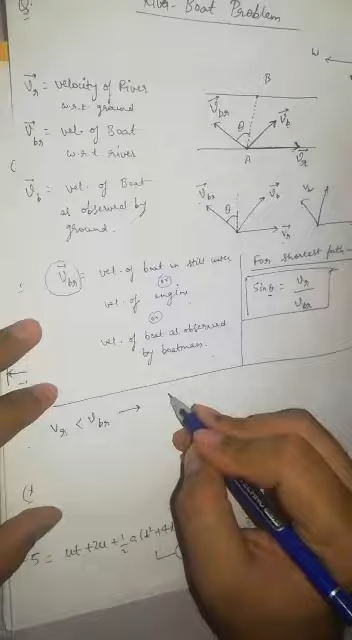 River-Boat Problem
V⃗r = velocity of River
w.r.t ground
V⃗br = vel. of Boat
w.r.t river
V⃗b = vel. of Boat
as observed by
ground.
B
V⃗br
θ
V⃗b
A
V⃗r
V⃗br
θ
V⃗r
V⃗br = vel. of boat in still water
or
vel. of engine
or
vel. of boat as observed
by boatman.
For shortest path
Sinθ = Vr / Vbr
Vr < Vbr →
5 = ut + 2u + 1/2 a (